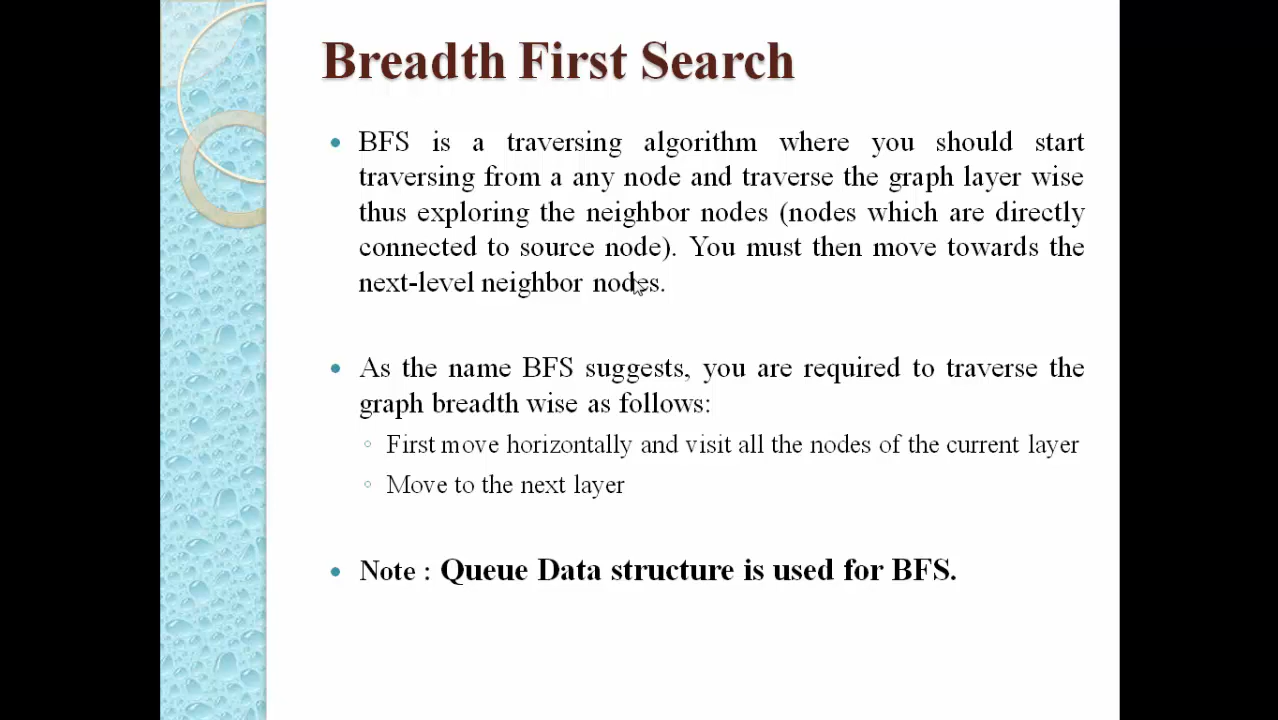 Breadth First Search
• BFS is a traversing algorithm where you should start
traversing from a any node and traverse the graph layer wise
thus exploring the neighbor nodes (nodes which are directly
connected to source node). You must then move towards the
next-level neighbor nodes.
• As the name BFS suggests, you are required to traverse the
graph breadth wise as follows:
◦ First move horizontally and visit all the nodes of the current layer
◦ Move to the next layer
• Note : Queue Data structure is used for BFS.